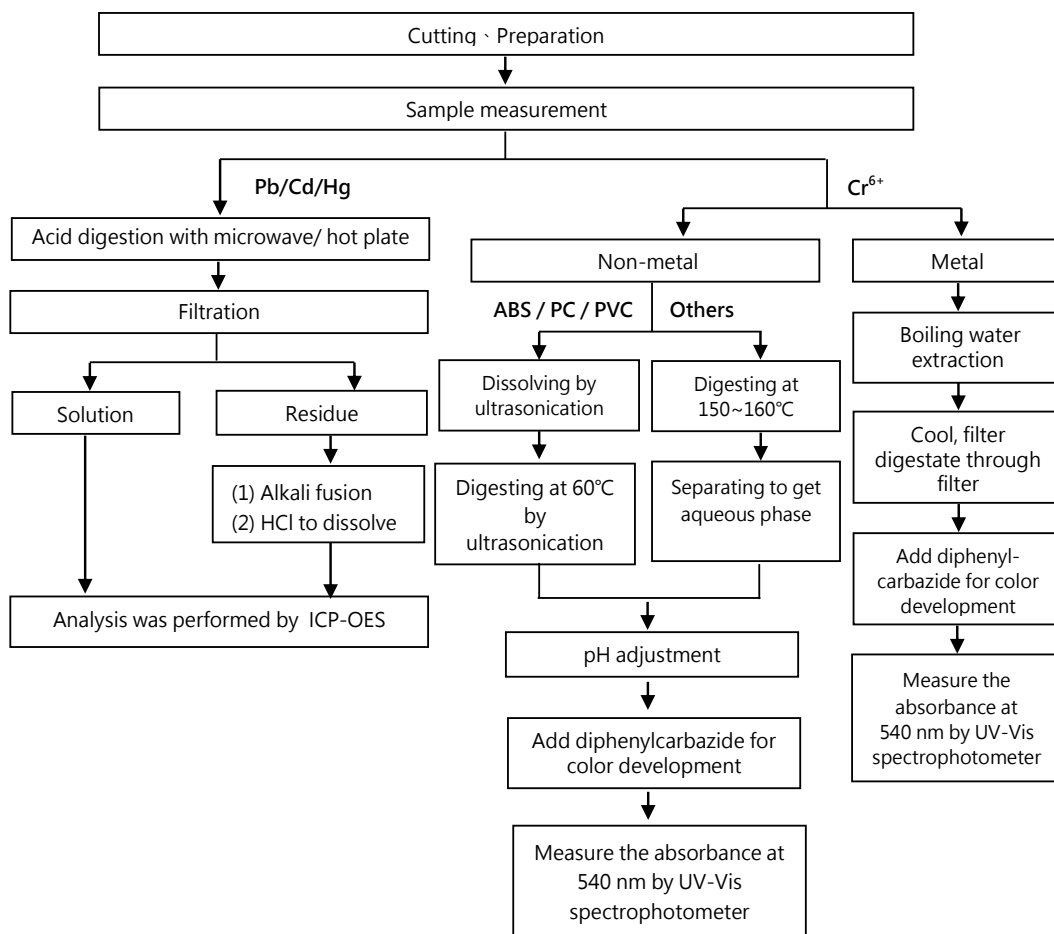 Cutting、Preparation
Sample measurement
Pb/Cd/Hg
Cr⁶⁺
Acid digestion with microwave/ hot plate
Filtration
Solution
Residue
(1) Alkali fusion
(2) HCl to dissolve
Analysis was performed by ICP-OES
Non-metal
ABS / PC / PVC
Others
Dissolving by
ultrasonication
Digesting at
150~160℃
Digesting at 60℃
by
ultrasonication
Separating to get
aqueous phase
pH adjustment
Add diphenylcarbazide for
color development
Measure the absorbance at
540 nm by UV-Vis
spectrophotometer
Metal
Boiling water
extraction
Cool, filter
digestate through
filter
Add diphenyl-
carbazide for color
development
Measure the
absorbance at
540 nm by UV-Vis
spectrophotometer